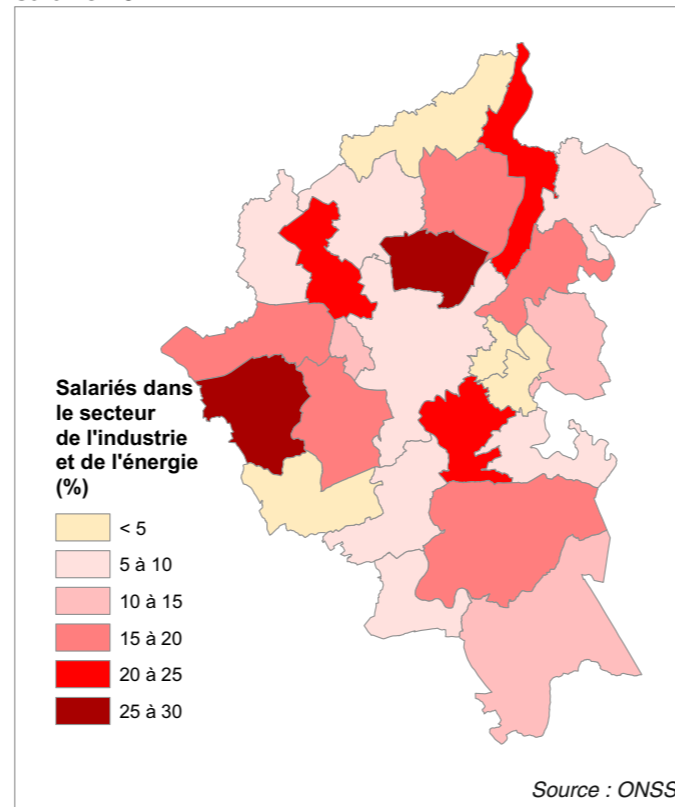 Salariés dans
le secteur
de l'industrie
et de l'énergie
(%)
< 5
5 à 10
10 à 15
15 à 20
20 à 25
25 à 30
Source : ONSS